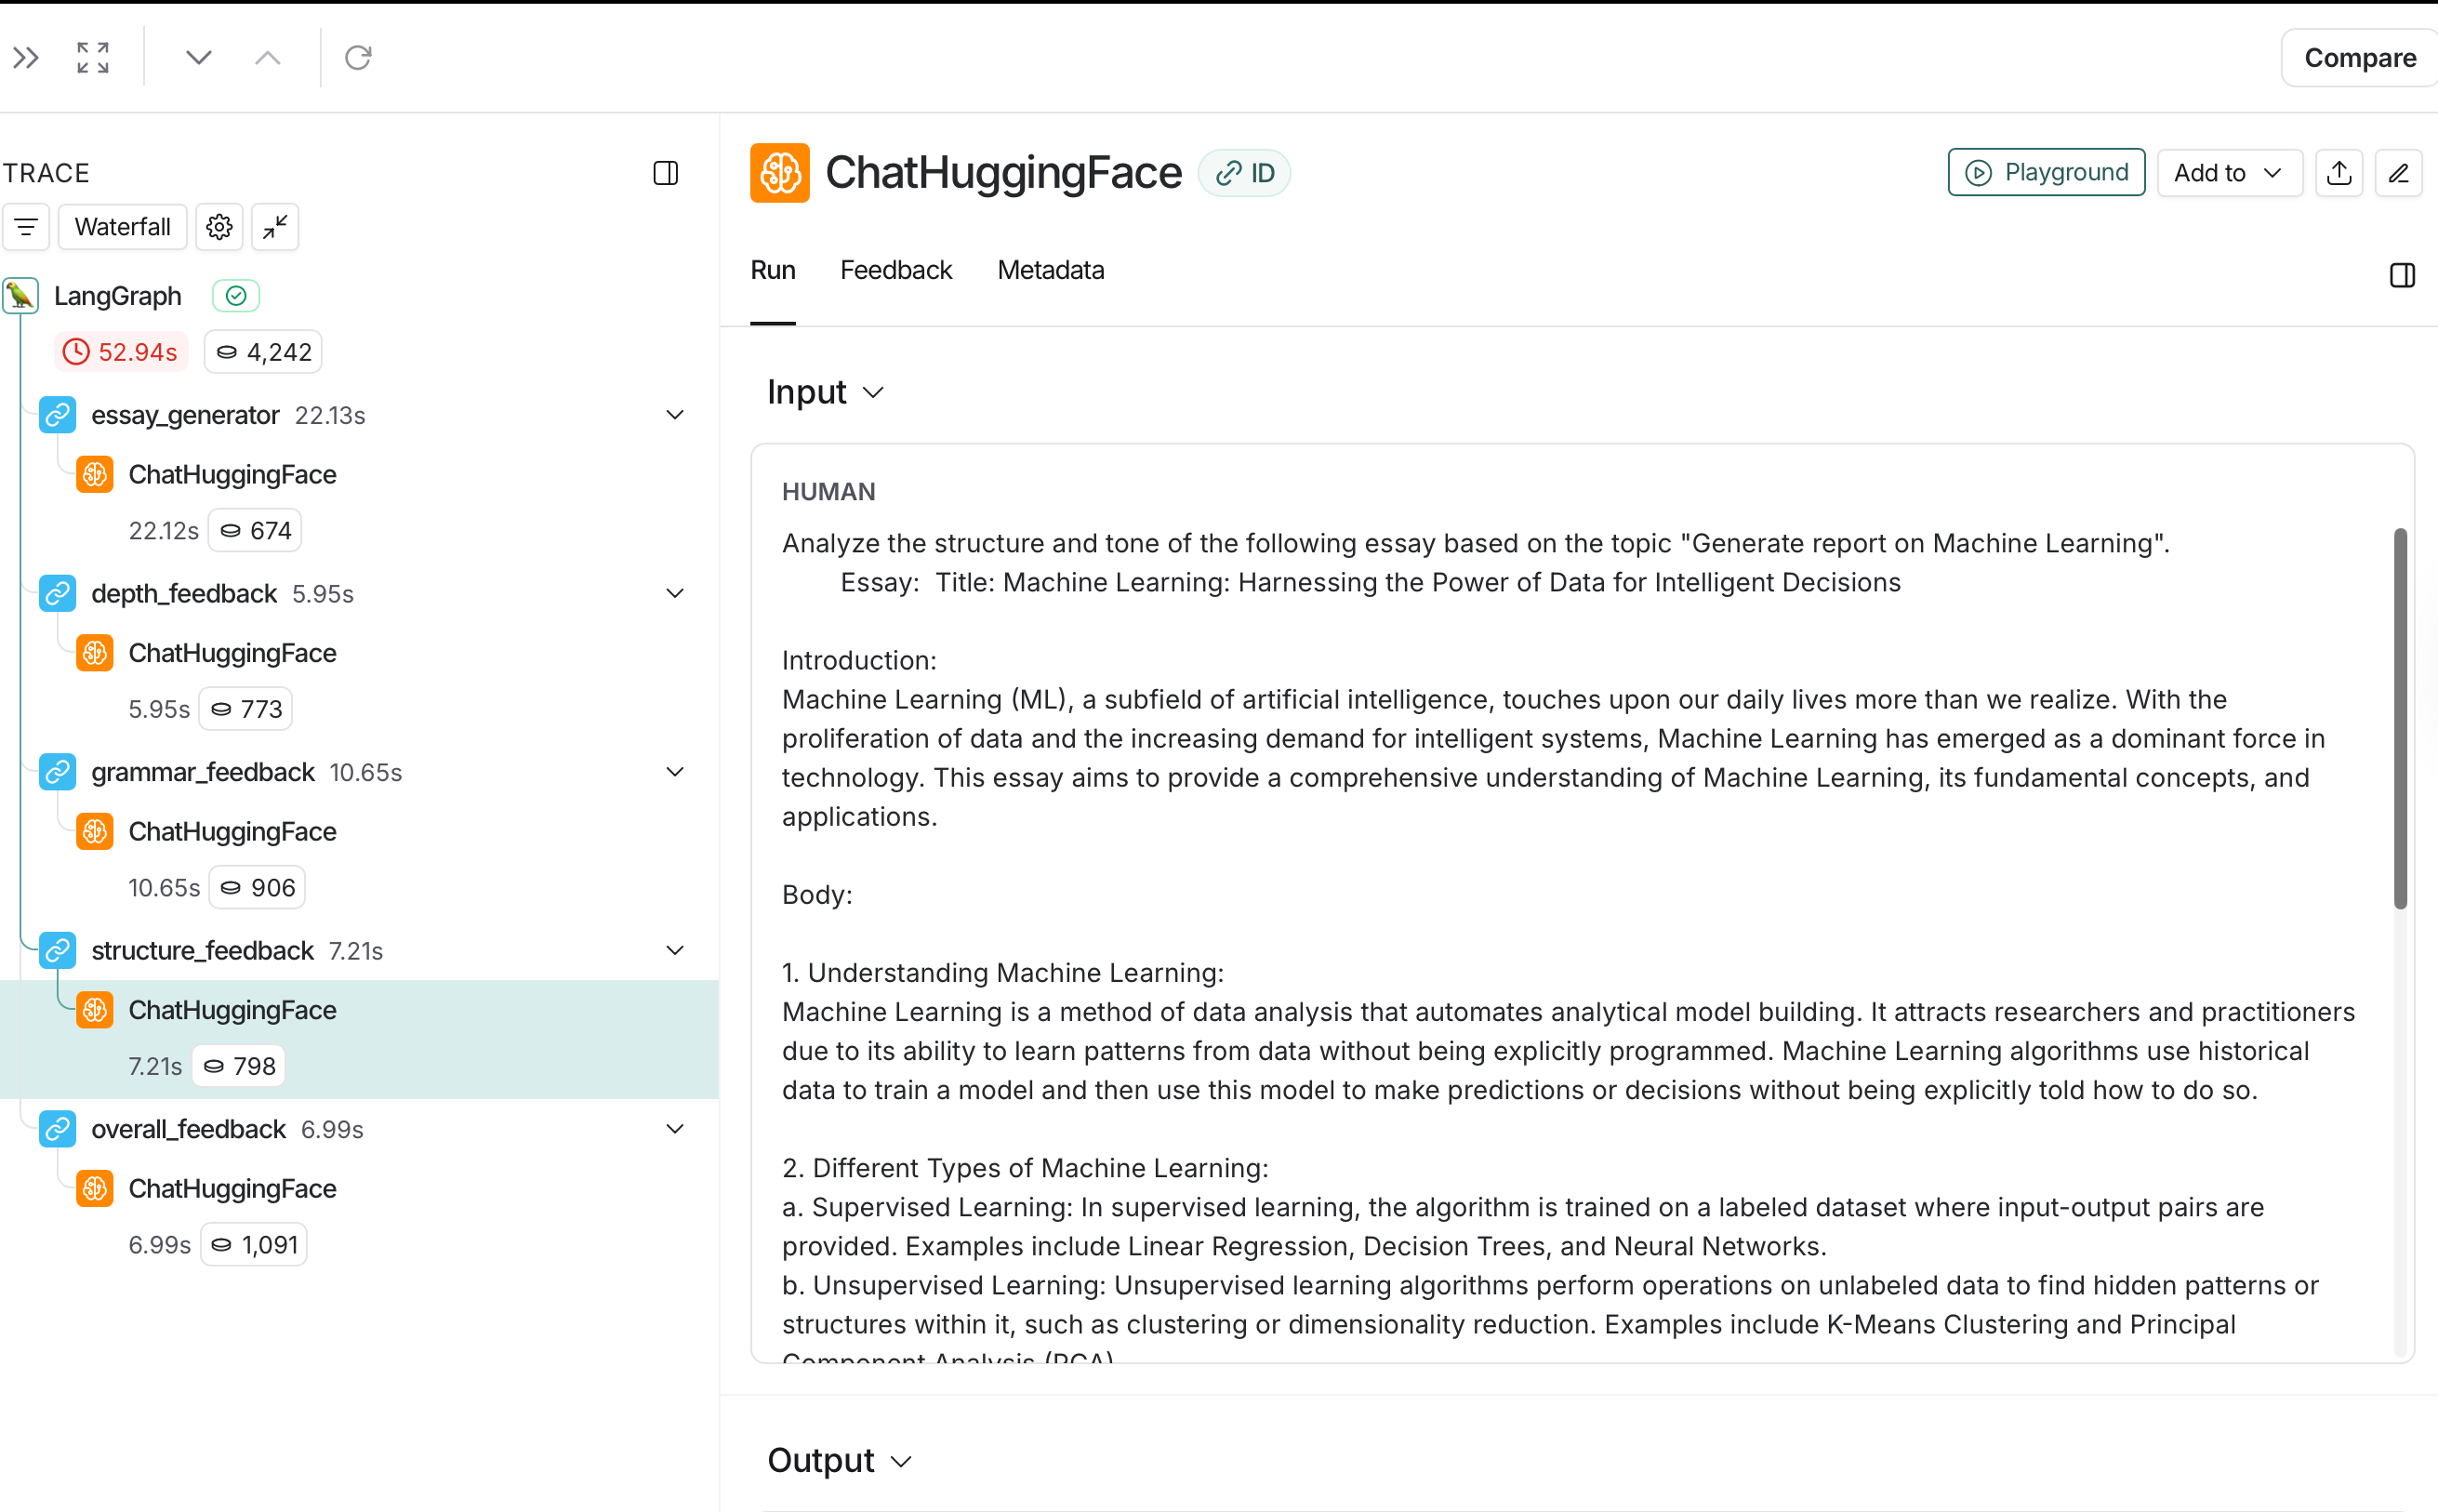 Compare
TRACE
Waterfall
LangGraph
52.94s 4,242
essay_generator 22.13s
ChatHuggingFace
22.12s 674
depth_feedback 5.95s
ChatHuggingFace
5.95s 773
grammar_feedback 10.65s
ChatHuggingFace
10.65s 906
structure_feedback 7.21s
ChatHuggingFace
7.21s 798
overall_feedback 6.99s
ChatHuggingFace
6.99s 1,091
ChatHuggingFace ID
Playground Add to
Run Feedback Metadata
Input
HUMAN
Analyze the structure and tone of the following essay based on the topic "Generate report on Machine Learning".
Essay: Title: Machine Learning: Harnessing the Power of Data for Intelligent Decisions
Introduction:
Machine Learning (ML), a subfield of artificial intelligence, touches upon our daily lives more than we realize. With the
proliferation of data and the increasing demand for intelligent systems, Machine Learning has emerged as a dominant force in
technology. This essay aims to provide a comprehensive understanding of Machine Learning, its fundamental concepts, and
applications.
Body:
1. Understanding Machine Learning:
Machine Learning is a method of data analysis that automates analytical model building. It attracts researchers and practitioners
due to its ability to learn patterns from data without being explicitly programmed. Machine Learning algorithms use historical
data to train a model and then use this model to make predictions or decisions without being explicitly told how to do so.
2. Different Types of Machine Learning:
a. Supervised Learning: In supervised learning, the algorithm is trained on a labeled dataset where input-output pairs are
provided. Examples include Linear Regression, Decision Trees, and Neural Networks.
b. Unsupervised Learning: Unsupervised learning algorithms perform operations on unlabeled data to find hidden patterns or
structures within it, such as clustering or dimensionality reduction. Examples include K-Means Clustering and Principal
Component Analysis (PCA)
Output